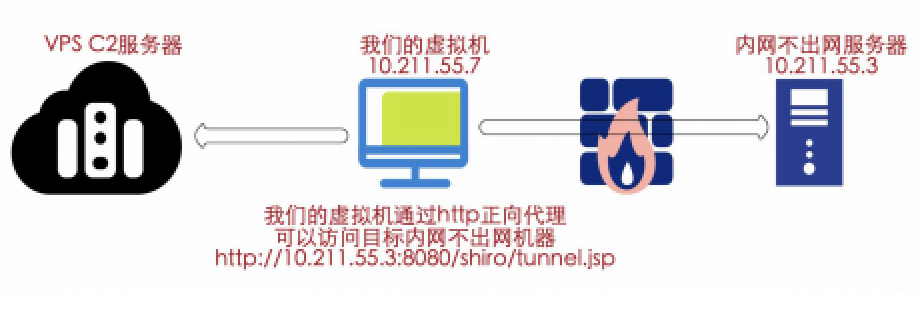 VPS C2服务器
我们的虚拟机
10.211.55.7
内网不出网服务器
10.211.55.3
我们的虚拟机通过http正向代理
可以访问目标内网不出网机器
http://10.211.55.3:8080/shiro/tunnel.jsp